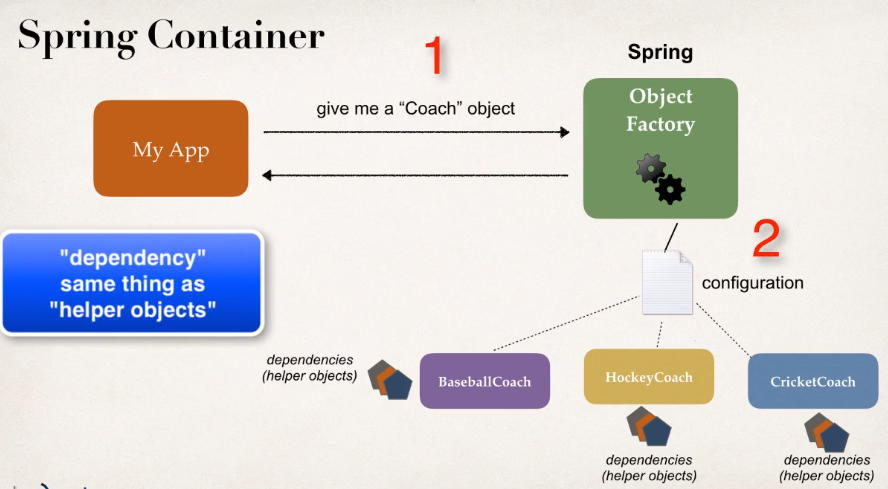 Spring Container
1
Spring
give me a “Coach” object
Object
Factory
My App
2
"dependency"
same thing as
"helper objects"
configuration
dependencies
(helper objects)
BaseballCoach
HockeyCoach
CricketCoach
dependencies
(helper objects)
dependencies
(helper objects)